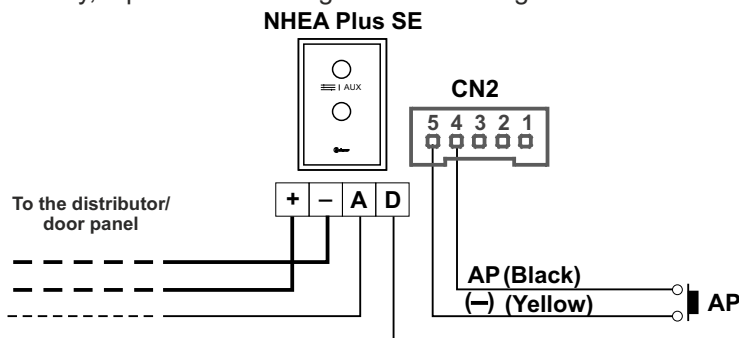 NHEA Plus SE
AUX
CN2
5 4 3 2 1
+ – A D
To the distributor/
door panel
AP (Black)
(–) (Yellow)
AP